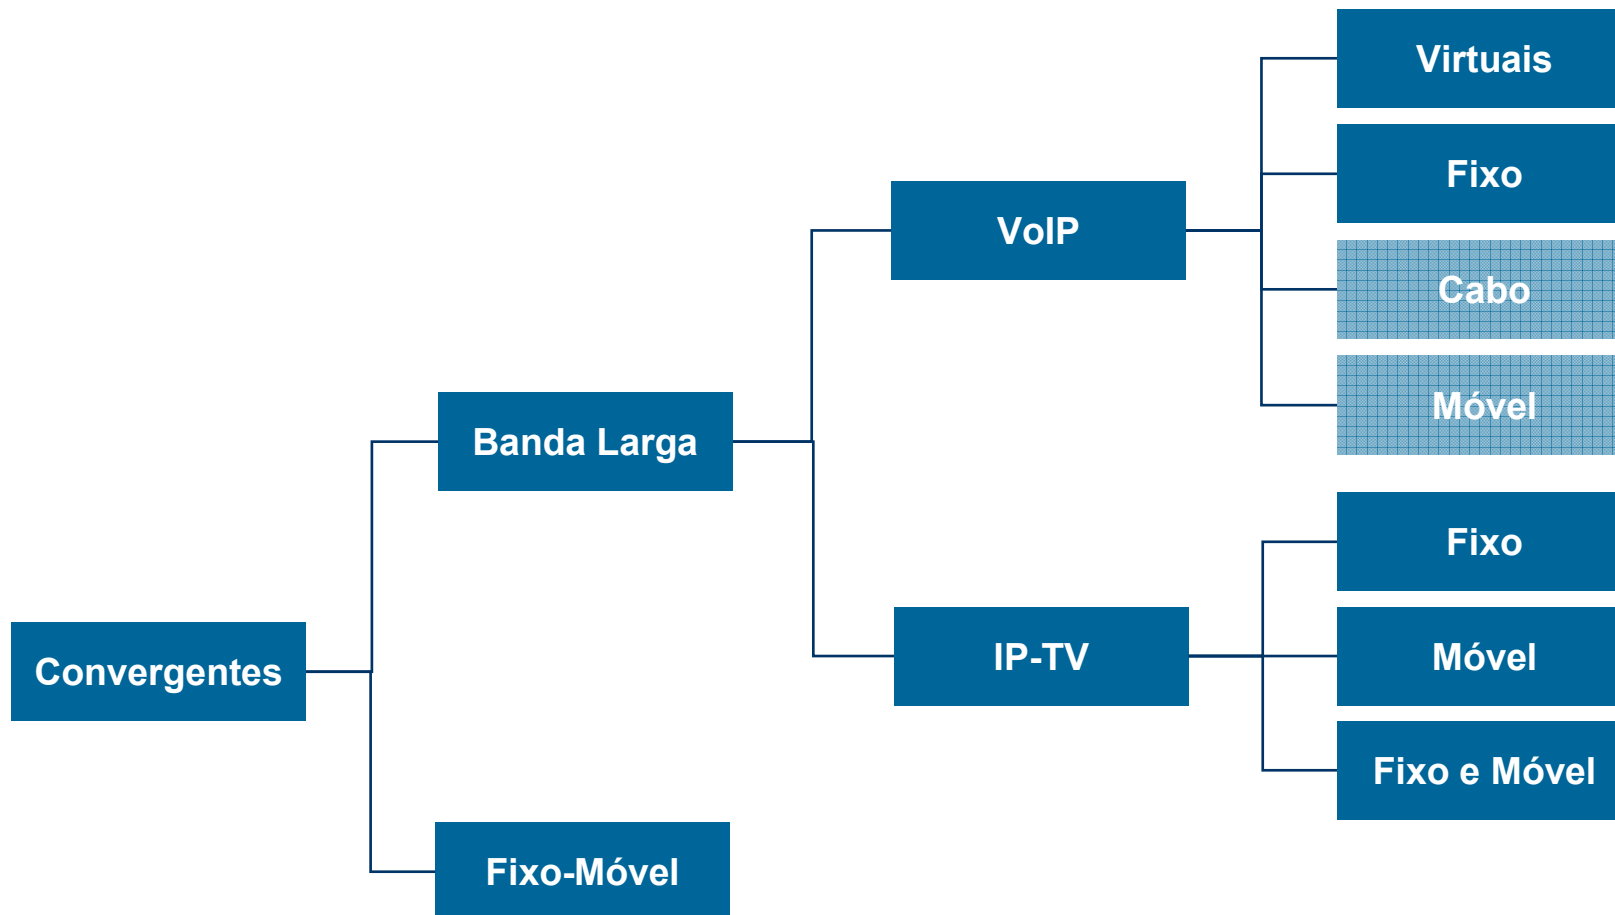 Virtuais
Fixo
VoIP
Cabo
Móvel
Banda Larga
Fixo
Convergentes
IP-TV
Móvel
Fixo e Móvel
Fixo-Móvel